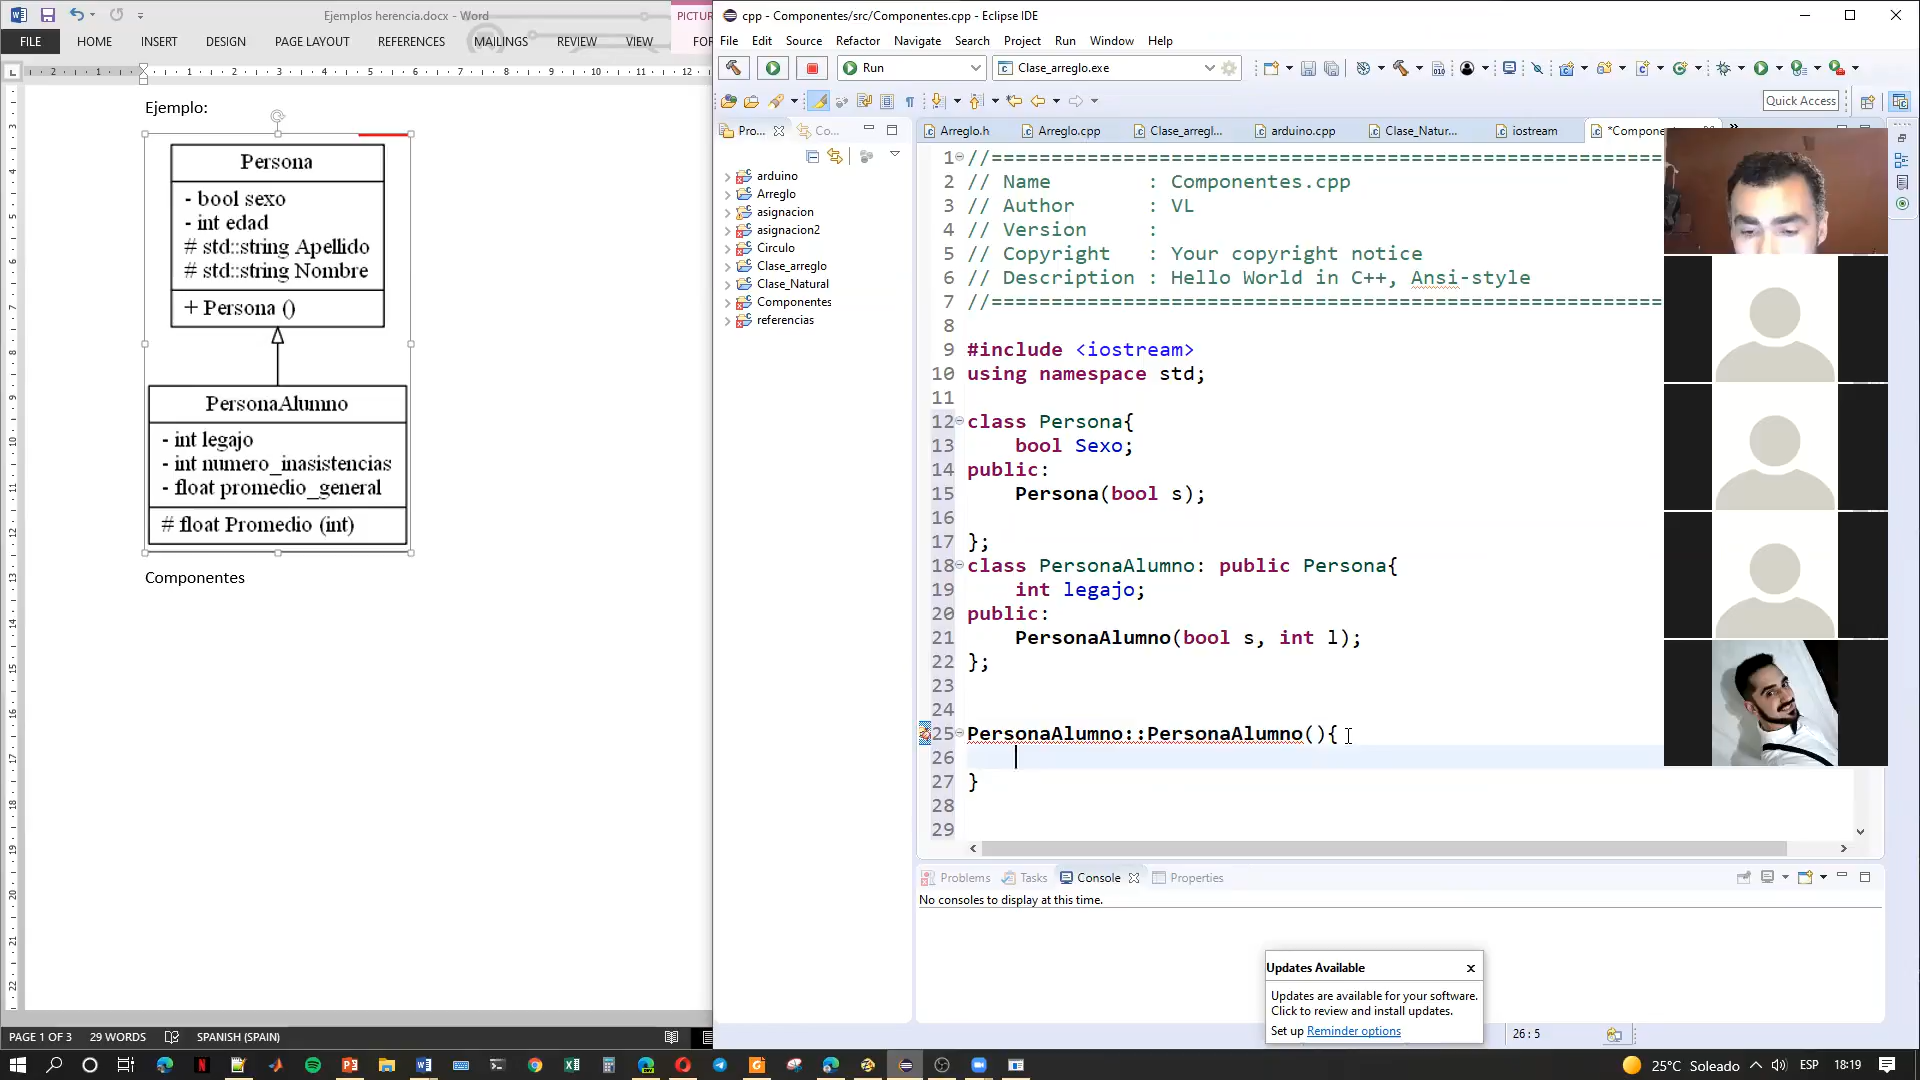 Ejemplos herencia.docx - Word
PICTU
FILE
HOME
INSERT
DESIGN
PAGE LAYOUT
REFERENCES
MAILINGS
REVIEW
VIEW
FOR
Ejemplo:
Persona
- bool sexo
- int edad
# std::string Apellido
# std::string Nombre
+ Persona ()
PersonaAlumno
- int legajo
- int numero_inasistencias
- float promedio_general
# float Promedio (int)
Componentes
PAGE 1 OF 3
29 WORDS
SPANISH (SPAIN)
cpp - Componentes/src/Componentes.cpp - Eclipse IDE
File Edit Source Refactor Navigate Search Project Run Window Help
Run
Clase_arreglo.exe
Quick Access
Pro...
Co...
arduino
Arreglo
asignacion
asignacion2
Circulo
Clase_arreglo
Clase_Natural
Componentes
referencias
Arreglo.h
Arreglo.cpp
Clase_arregl...
arduino.cpp
Clase_Natur...
iostream
*Compone
1 //==========================================================
2 // Name        : Componentes.cpp
3 // Author      : VL
4 // Version     :
5 // Copyright   : Your copyright notice
6 // Description : Hello World in C++, Ansi-style
7 //==========================================================
8
9 #include <iostream>
10 using namespace std;
11
12 class Persona{
13     bool Sexo;
14 public:
15     Persona(bool s);
16
17 };
18 class PersonaAlumno: public Persona{
19     int legajo;
20 public:
21     PersonaAlumno(bool s, int l);
22 };
23
24
25 PersonaAlumno::PersonaAlumno(){
26
27 }
28
29
Problems
Tasks
Console
Properties
No consoles to display at this time.
Updates Available
Updates are available for your software.
Click to review and install updates.
Set up Reminder options
26 : 5
25°C Soleado
ESP
18:19